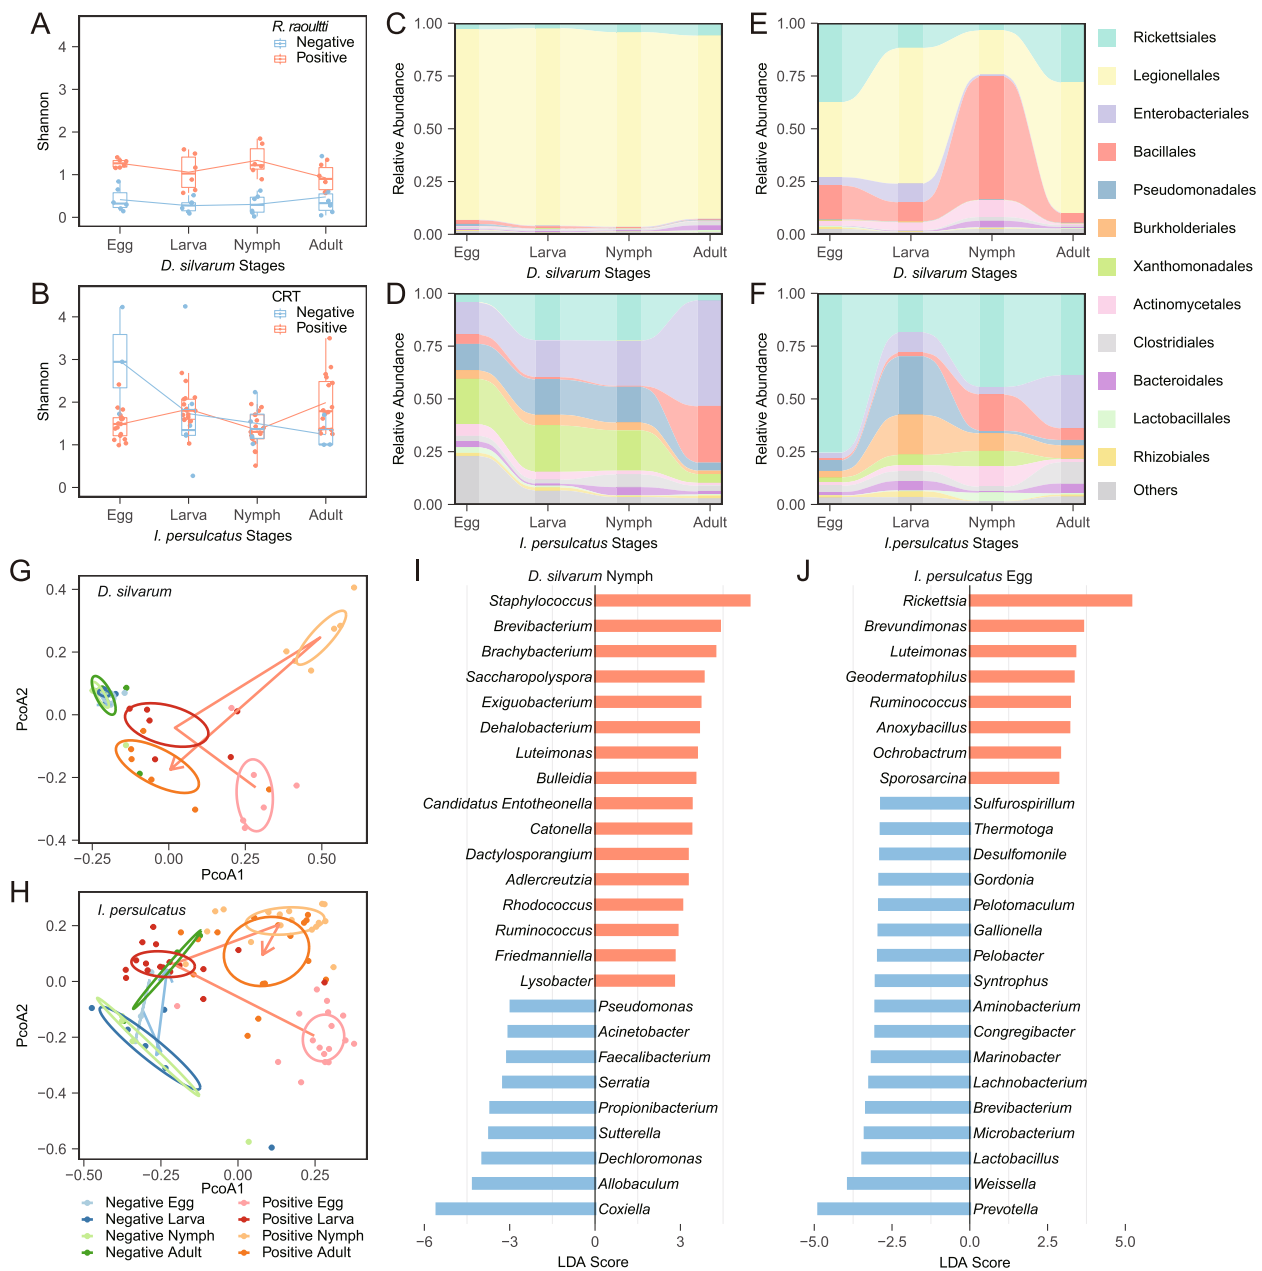 A
R. raoultti
Negative
Positive
4
3
2
1
0
Shannon
Egg
Larva
Nymph
Adult
D. silvarum Stages
B
CRT
Negative
Positive
4
3
2
1
0
Shannon
Egg
Larva
Nymph
Adult
I. persulcatus Stages
C
1.00
0.75
0.50
0.25
0.00
Relative Abundance
Egg
Larva
Nymph
Adult
D. silvarum Stages
D
1.00
0.75
0.50
0.25
0.00
Relative Abundance
Egg
Larva
Nymph
Adult
I. persulcatus Stages
E
1.00
0.75
0.50
0.25
0.00
Relative Abundance
Egg
Larva
Nymph
Adult
D. silvarum Stages
F
1.00
0.75
0.50
0.25
0.00
Relative Abundance
Egg
Larva
Nymph
Adult
I.persulcatus Stages
Rickettsiales
Legionellales
Enterobacteriales
Bacillales
Pseudomonadales
Burkholderiales
Xanthomonadales
Actinomycetales
Clostridiales
Bacteroidales
Lactobacillales
Rhizobiales
Others
G
D. silvarum
0.4
0.2
0.0
−0.2
−0.4
PcoA2
−0.25
0.00
0.25
0.50
PcoA1
H
I. persulcatus
0.2
0.0
−0.2
−0.4
−0.6
PcoA2
−0.50
−0.25
0.00
0.25
PcoA1
Negative Egg
Negative Larva
Negative Nymph
Negative Adult
Positive Egg
Positive Larva
Positive Nymph
Positive Adult
I
D. silvarum Nymph
Staphylococcus
Brevibacterium
Brachybacterium
Saccharopolyspora
Exiguobacterium
Dehalobacterium
Luteimonas
Bulleidia
Candidatus Entotheonella
Catonella
Dactylosporangium
Adlercreutzia
Rhodococcus
Ruminococcus
Friedmanniella
Lysobacter
Pseudomonas
Acinetobacter
Faecalibacterium
Serratia
Propionibacterium
Sutterella
Dechloromonas
Allobaculum
Coxiella
−6
−3
0
3
LDA Score
J
I. persulcatus Egg
Rickettsia
Brevundimonas
Luteimonas
Geodermatophilus
Ruminococcus
Anoxybacillus
Ochrobactrum
Sporosarcina
Sulfurospirillum
Thermotoga
Desulfomonile
Gordonia
Pelotomaculum
Gallionella
Pelobacter
Syntrophus
Aminobacterium
Congregibacter
Marinobacter
Lachnobacterium
Brevibacterium
Microbacterium
Lactobacillus
Weissella
Prevotella
−5.0
−2.5
0.0
2.5
5.0
LDA Score